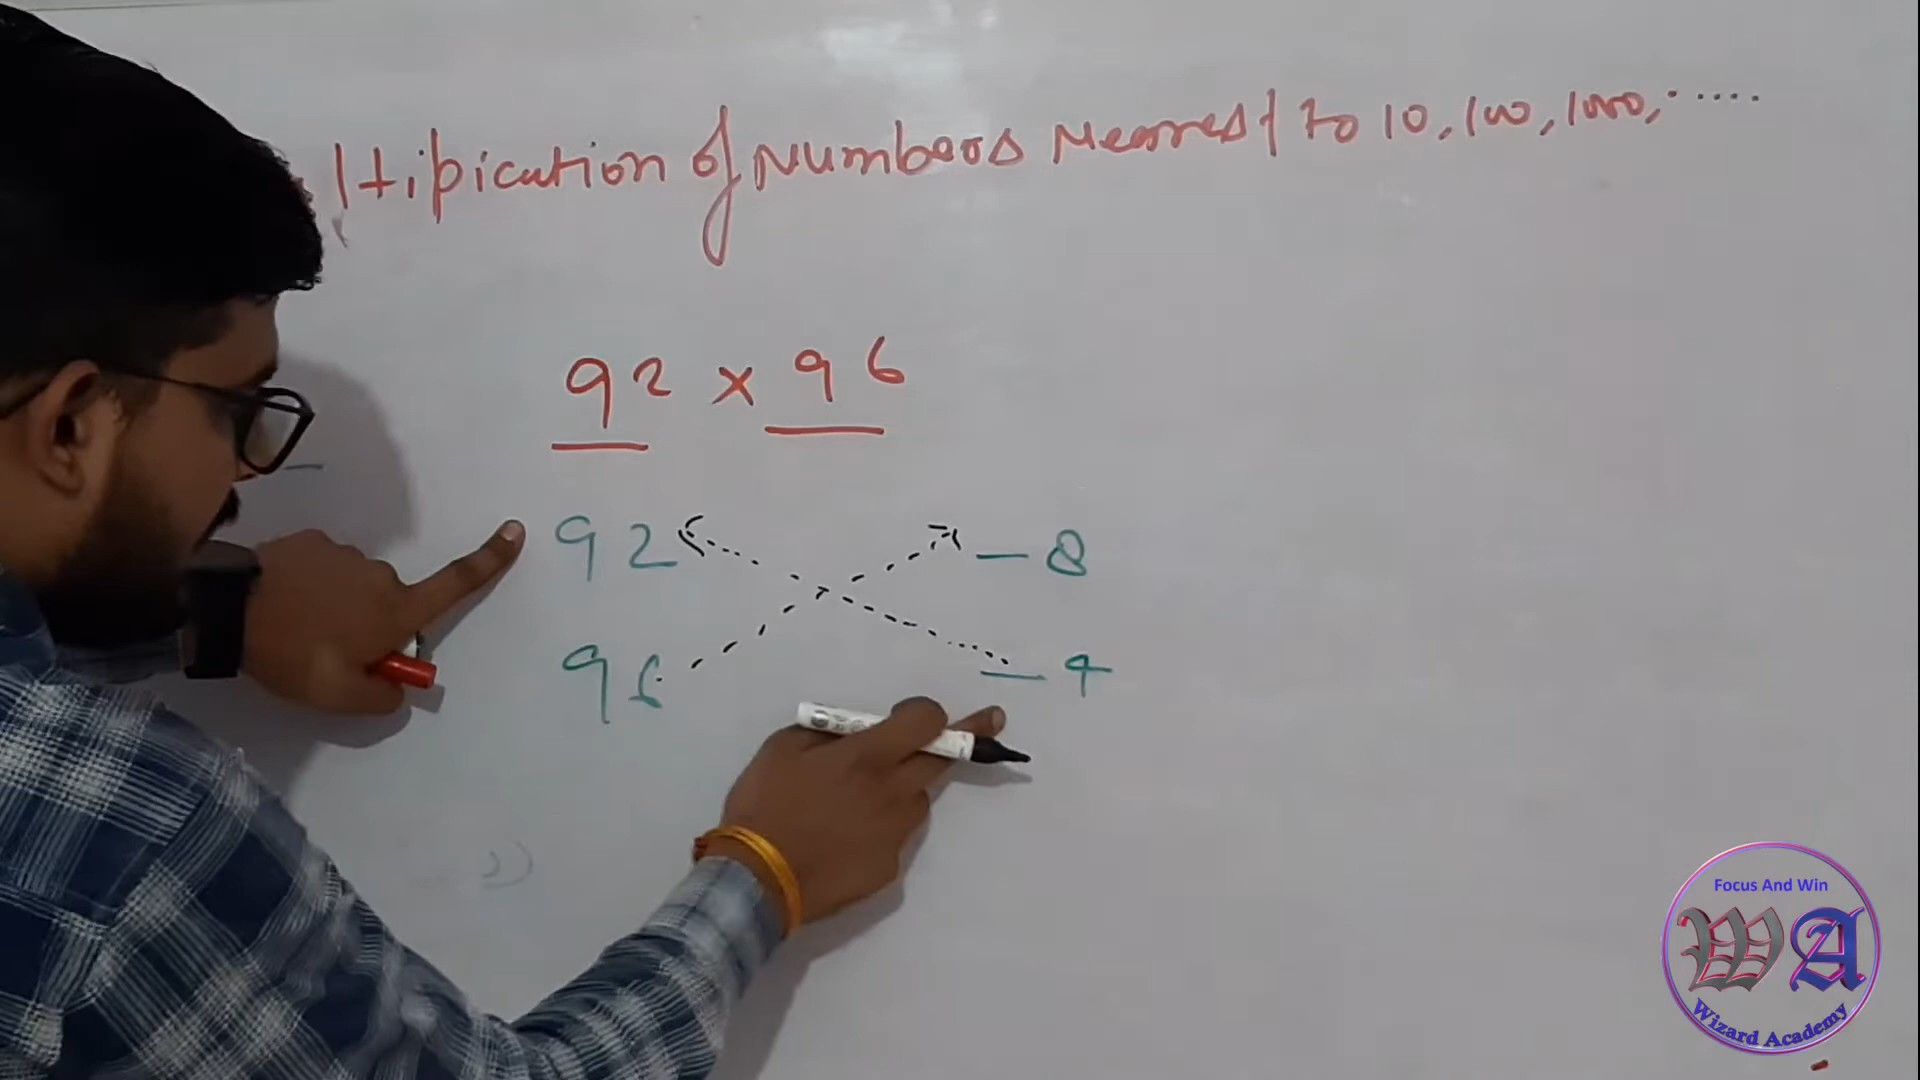 ltipication of Numbers Nearest to 10, 100, 1000, .....
92 x 96
92 - 8
96 - 4
Focus And Win
WA
Wizard Academy